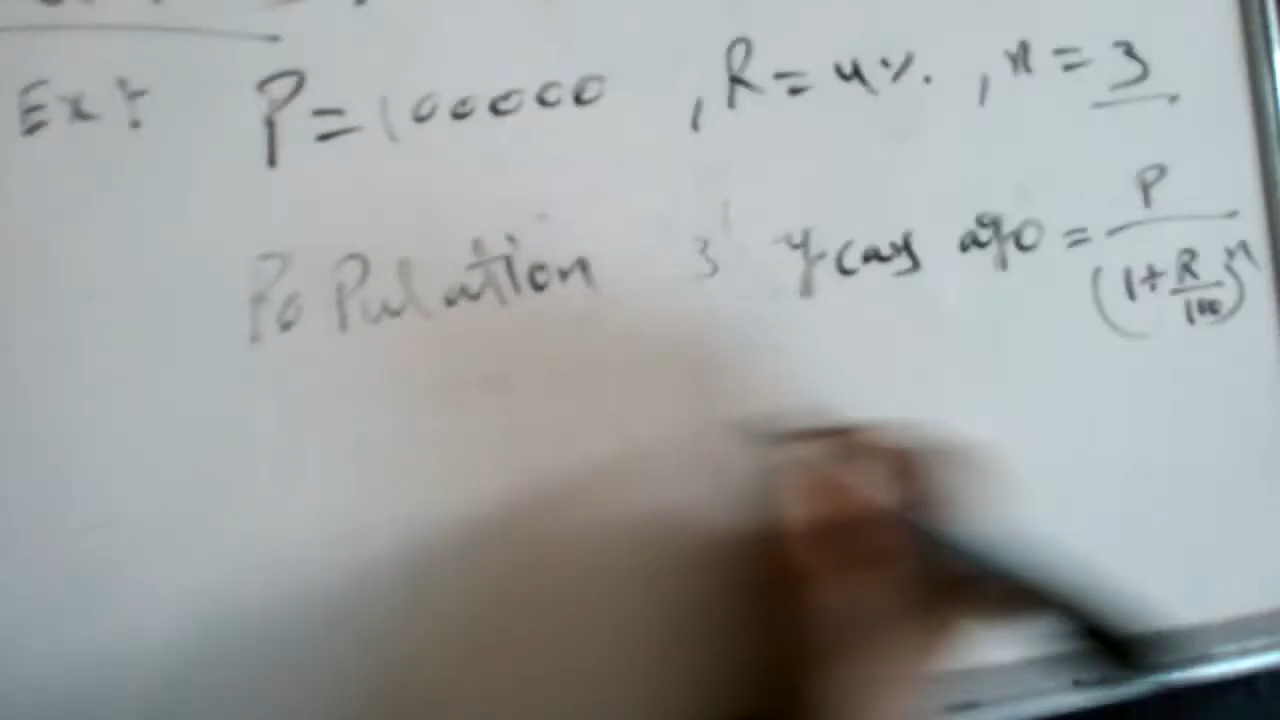 Ex: P = 100000 , R = 4% , n = 3
Population 3 years ago = P / (1 + R/100)^n